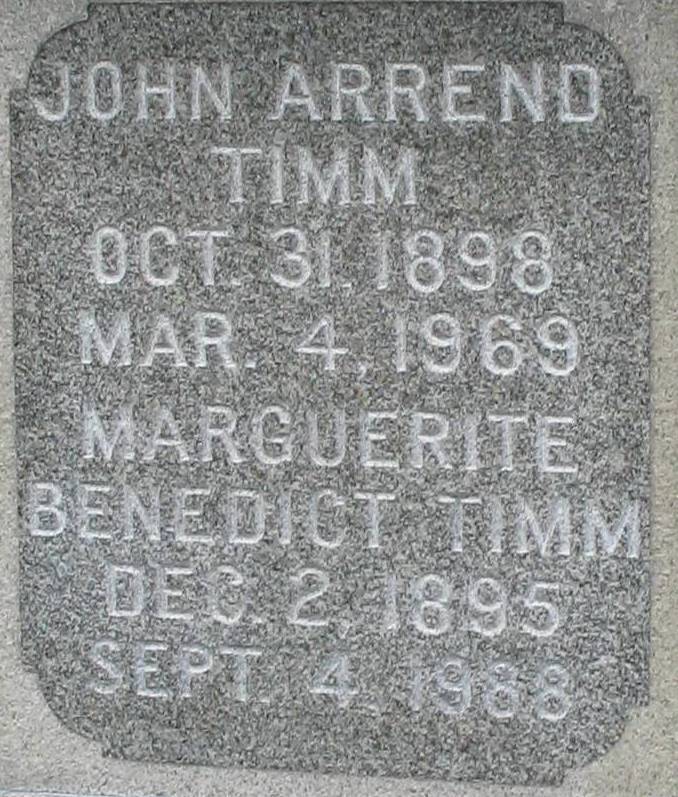 JOHN ARREND
TIMM
OCT. 31, 1898
MAR. 4, 1969
MARGUERITE
BENEDICT TIMM
DEC. 2, 1895
SEPT. 4, 1988